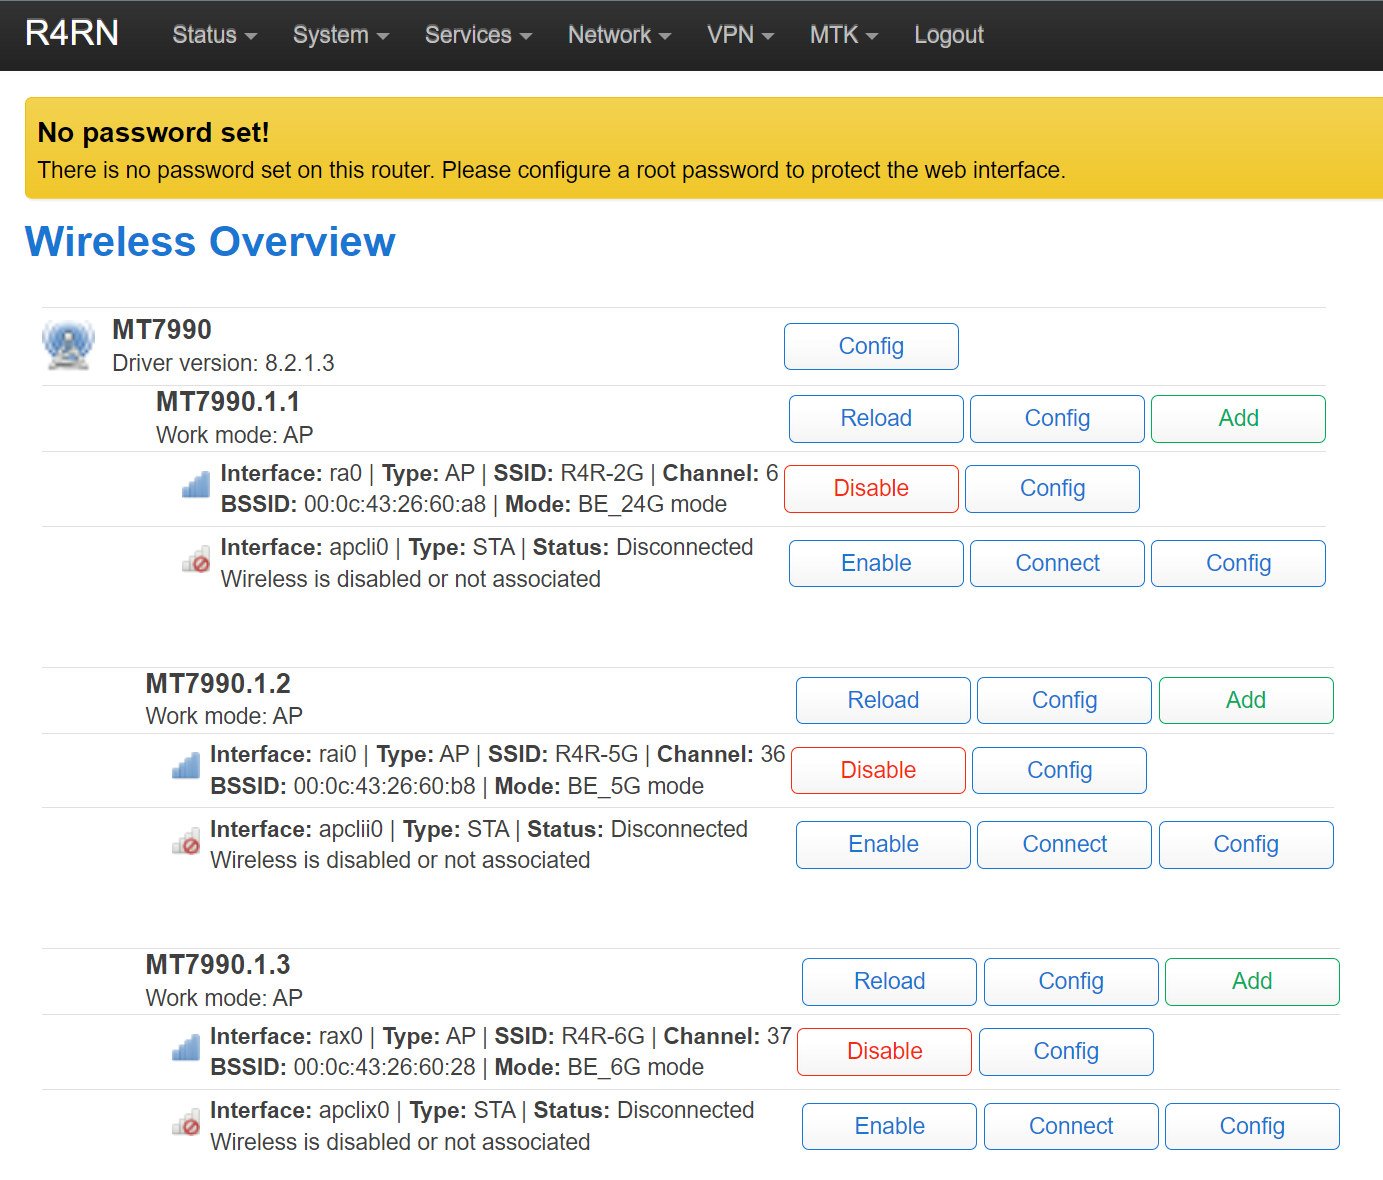 R4RN Status System Services Network VPN MTK Logout
No password set!
There is no password set on this router. Please configure a root password to protect the web interface.
Wireless Overview
MT7990
Driver version: 8.2.1.3
Config
MT7990.1.1
Work mode: AP
Reload Config Add
Interface: ra0 | Type: AP | SSID: R4R-2G | Channel: 6
BSSID: 00:0c:43:26:60:a8 | Mode: BE_24G mode
Disable Config
Interface: apcli0 | Type: STA | Status: Disconnected
Wireless is disabled or not associated
Enable Connect Config
MT7990.1.2
Work mode: AP
Reload Config Add
Interface: rai0 | Type: AP | SSID: R4R-5G | Channel: 36
BSSID: 00:0c:43:26:60:b8 | Mode: BE_5G mode
Disable Config
Interface: apclii0 | Type: STA | Status: Disconnected
Wireless is disabled or not associated
Enable Connect Config
MT7990.1.3
Work mode: AP
Reload Config Add
Interface: rax0 | Type: AP | SSID: R4R-6G | Channel: 37
BSSID: 00:0c:43:26:60:28 | Mode: BE_6G mode
Disable Config
Interface: apclix0 | Type: STA | Status: Disconnected
Wireless is disabled or not associated
Enable Connect Config